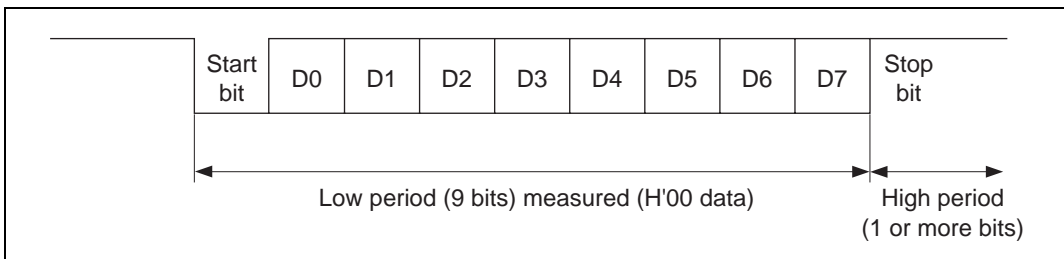 Start
bit
D0 D1 D2 D3 D4 D5 D6 D7
Stop
bit
Low period (9 bits) measured (H'00 data)
High period
(1 or more bits)